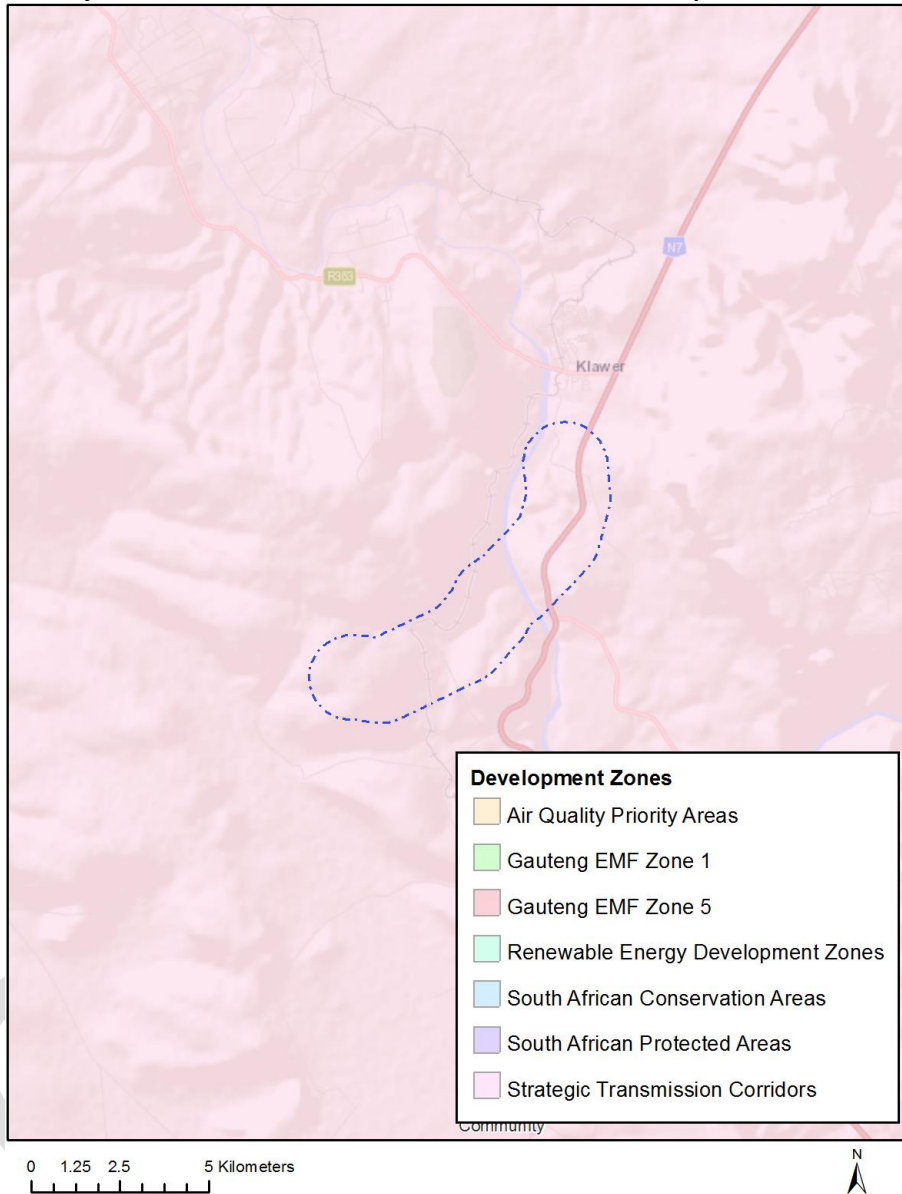 R363
N7
Klawer
Development Zones
Air Quality Priority Areas
Gauteng EMF Zone 1
Gauteng EMF Zone 5
Renewable Energy Development Zones
South African Conservation Areas
South African Protected Areas
Strategic Transmission Corridors
Community
0 1.25 2.5 5 Kilometers
N